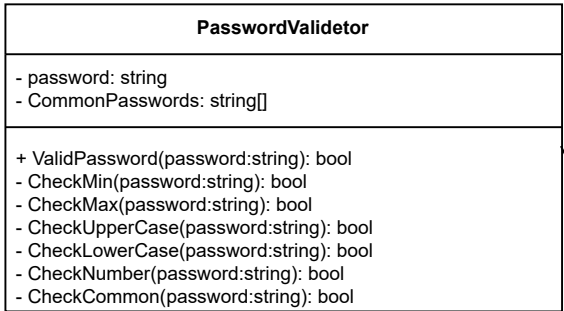 PasswordValidetor
- password: string
- CommonPasswords: string[]
+ ValidPassword(password:string): bool
- CheckMin(password:string): bool
- CheckMax(password:string): bool
- CheckUpperCase(password:string): bool
- CheckLowerCase(password:string): bool
- CheckNumber(password:string): bool
- CheckCommon(password:string): bool